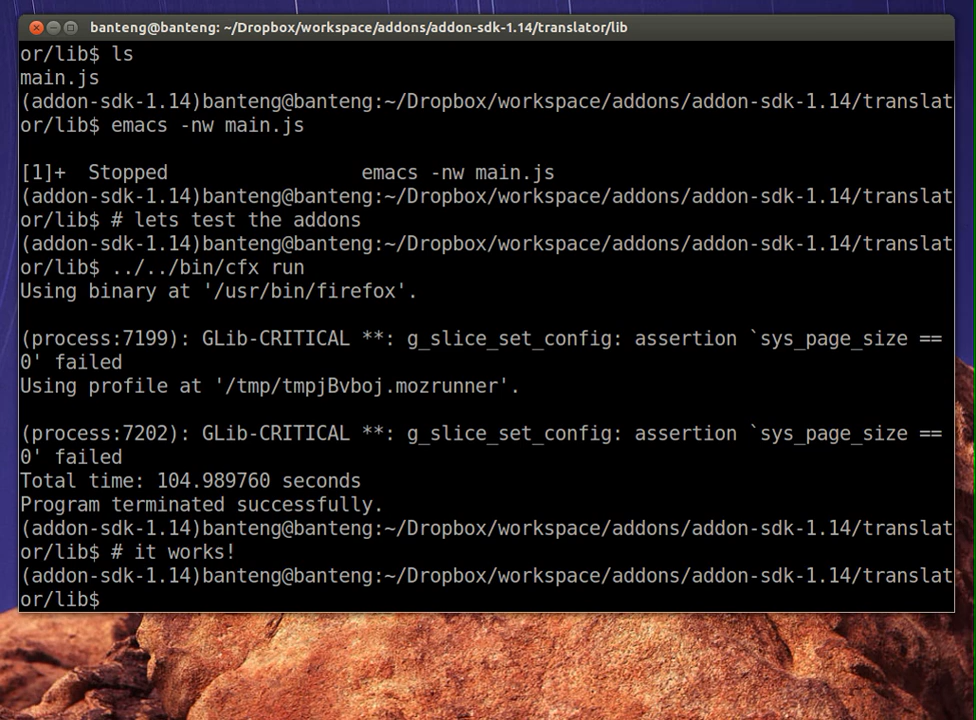 banteng@banteng: ~/Dropbox/workspace/addons/addon-sdk-1.14/translator/lib
or/lib$ ls
main.js
(addon-sdk-1.14)banteng@banteng:~/Dropbox/workspace/addons/addon-sdk-1.14/translat
or/lib$ emacs -nw main.js
[1]+  Stopped                 emacs -nw main.js
(addon-sdk-1.14)banteng@banteng:~/Dropbox/workspace/addons/addon-sdk-1.14/translat
or/lib$ # lets test the addons
(addon-sdk-1.14)banteng@banteng:~/Dropbox/workspace/addons/addon-sdk-1.14/translat
or/lib$ ../../bin/cfx run
Using binary at '/usr/bin/firefox'.
(process:7199): GLib-CRITICAL **: g_slice_set_config: assertion `sys_page_size ==
0' failed
Using profile at '/tmp/tmpjBvboj.mozrunner'.
(process:7202): GLib-CRITICAL **: g_slice_set_config: assertion `sys_page_size ==
0' failed
Total time: 104.989760 seconds
Program terminated successfully.
(addon-sdk-1.14)banteng@banteng:~/Dropbox/workspace/addons/addon-sdk-1.14/translat
or/lib$ # it works!
(addon-sdk-1.14)banteng@banteng:~/Dropbox/workspace/addons/addon-sdk-1.14/translat
or/lib$